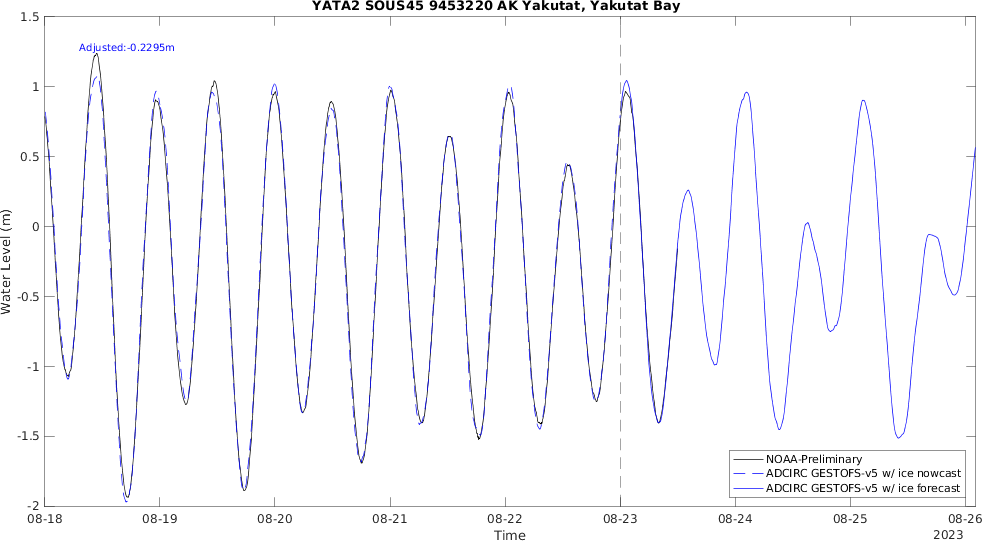 YATA2 SOUS45 9453220 AK Yakutat, Yakutat Bay
Adjusted:-0.2295m
1.5
1
0.5
0
-0.5
-1
-1.5
-2
Water Level (m)
08-18
08-19
08-20
08-21
08-22
08-23
08-24
08-25
08-26
Time
2023
NOAA-Preliminary
ADCIRC GESTOFS-v5 w/ ice nowcast
ADCIRC GESTOFS-v5 w/ ice forecast